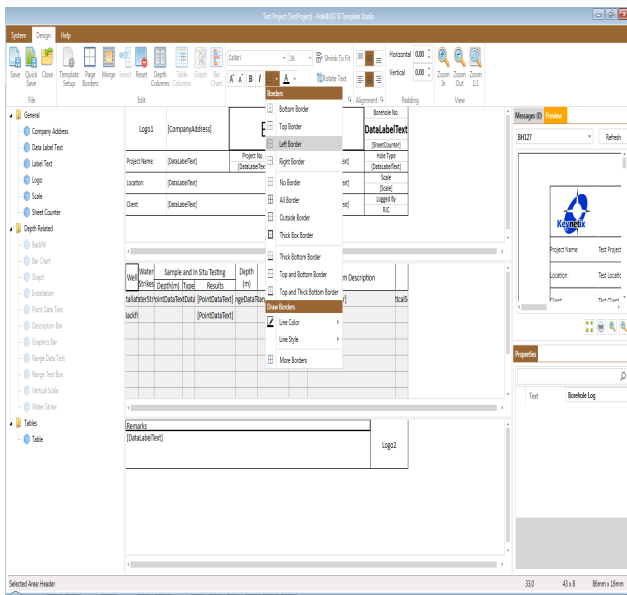 Test Project [TestProject] - HoleBASE SI Template Studio
System Design Help
Save Quick Save Close Template Setup Page Borders Merge Insert Reset Depth Columns Table Columns Graph Bar Chart
Calibri 26 Shrink To Fit
A A B I A Rotate Text
Horizontal 0.00
Vertical 0.00
Zoom In Zoom Out Zoom 1:1
File Edit Alignment Padding View
General
Company Address
Data Label Text
Label Text
Logo
Scale
Sheet Counter
Depth Related
Backfill
Bar Chart
Graph
Installation
Point Data Text
Description Bar
Graphics Bar
Range Data Text
Range Text Box
Vertical Scale
Water Strike
Tables
Table
Logo1 [CompanyAddress]
Borehole No.
DataLabelText
[SheetCounter]
Project Name: [DataLabelText] Project No.
Hole Type
[DataLabelText]
Location: [DataLabelText]
Scale
[Scale]
Client: [DataLabelText]
Logged By
RJC
Borders
Bottom Border
Top Border
Left Border
Right Border
No Border
All Border
Outside Border
Thick Box Border
Thick Bottom Border
Top and Bottom Border
Top and Thick Bottom Border
Draw Borders
Line Color
Line Style
More Borders
Well Water Strikes Sample and In Situ Testing Depth (m)
Depth(m) Type Results
m Description
[PointDataText]
[PointDataText]
Remarks
[DataLabelText]
Logo2
Messages (0) Preview
BH127 Refresh
Keynetix
Project Name: Test Project
Location: Test Locatic
Client: Test Client
Properties
Text Borehole Log
Selected Area: Header 33,0 43 x 8 86mm x 16mm